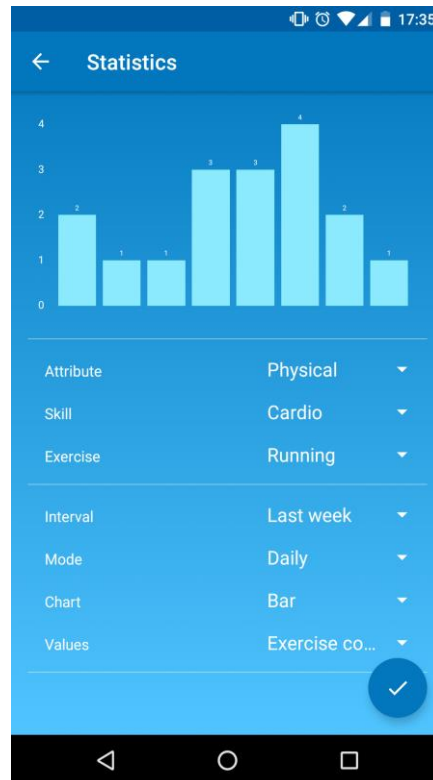 17:35
Statistics
4
4
3
3
3
2
2
2
1
1
1
1
0
Attribute Physical
Skill Cardio
Exercise Running
Interval Last week
Mode Daily
Chart Bar
Values Exercise co...